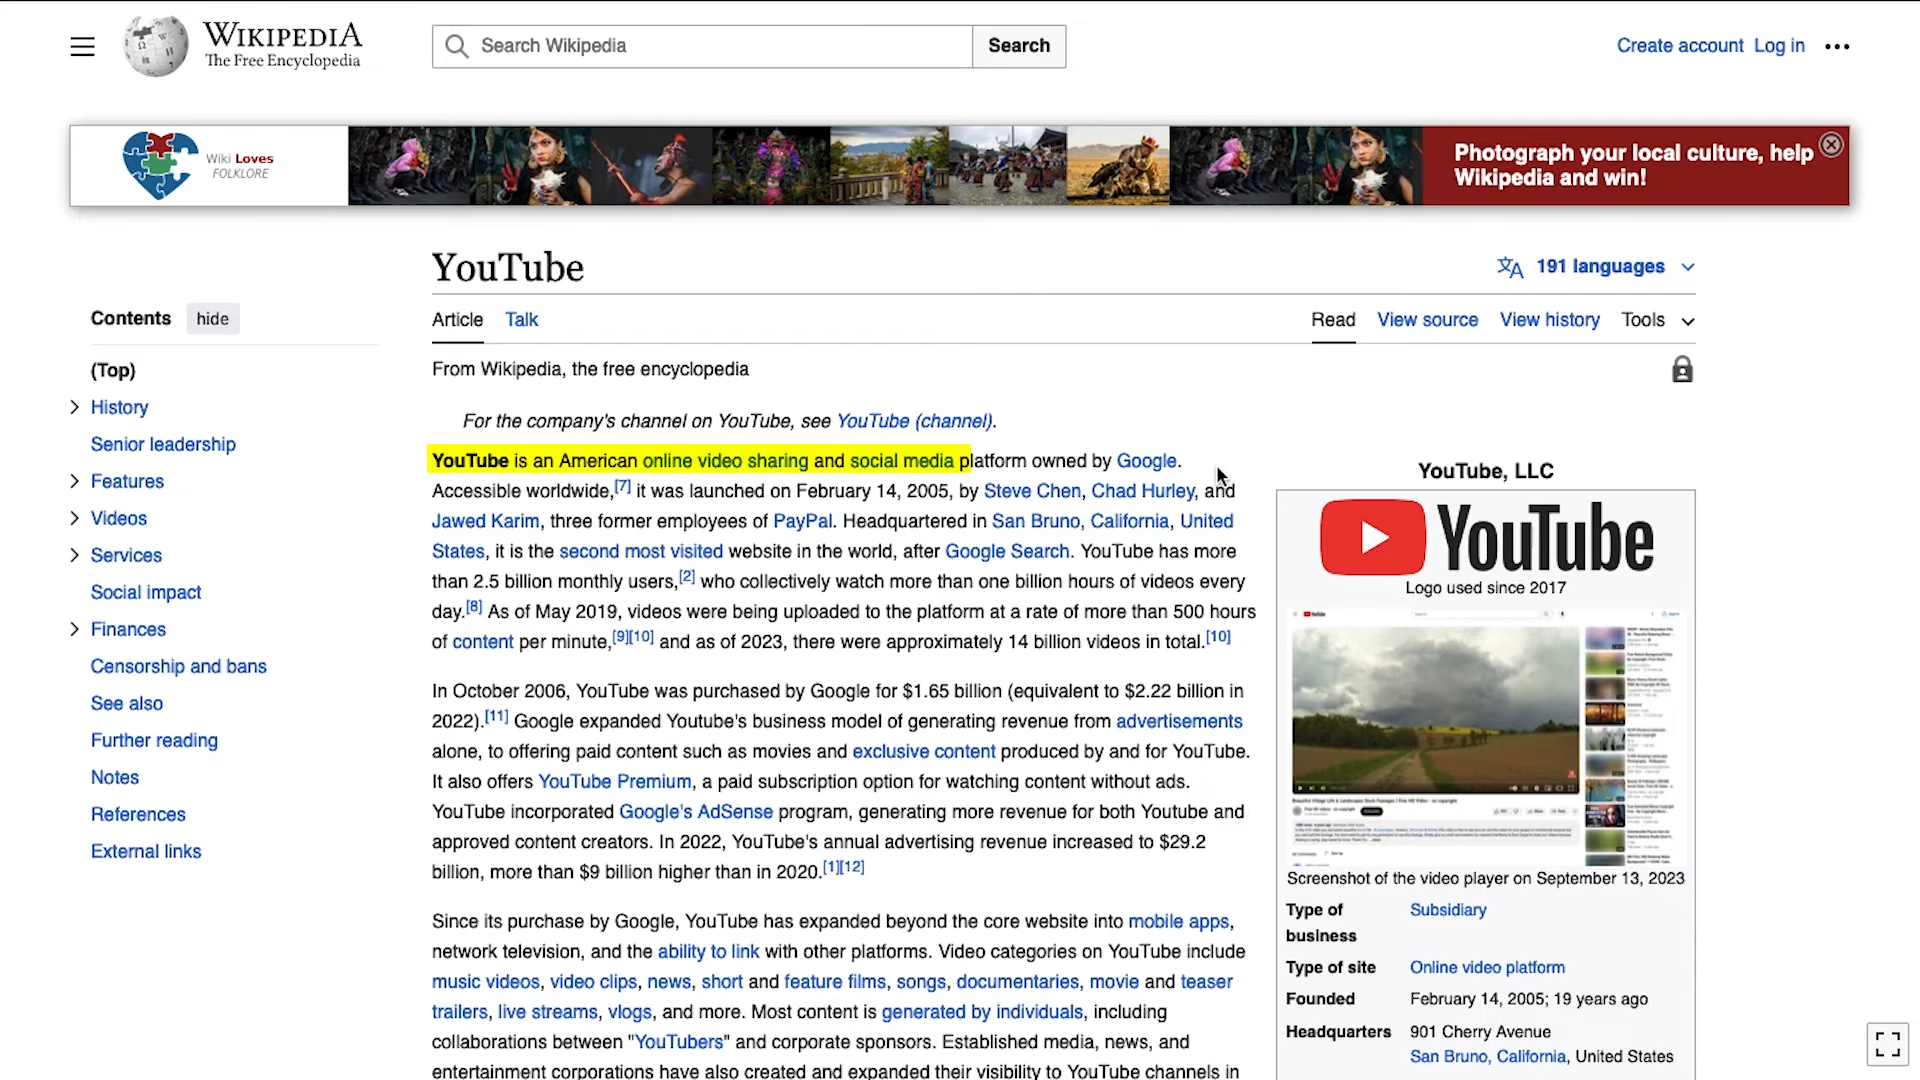 WIKIPEDIA
The Free Encyclopedia
Search Wikipedia
Search
Create account Log in
Wiki Loves
FOLKLORE
Photograph your local culture, help
Wikipedia and win!
YouTube
191 languages
Contents hide
(Top)
History
Senior leadership
Features
Videos
Services
Social impact
Finances
Censorship and bans
See also
Further reading
Notes
References
External links
Article Talk
Read View source View history Tools
From Wikipedia, the free encyclopedia
For the company's channel on YouTube, see YouTube (channel).
YouTube is an American online video sharing and social media platform owned by Google.
Accessible worldwide,[7] it was launched on February 14, 2005, by Steve Chen, Chad Hurley, and
Jawed Karim, three former employees of PayPal. Headquartered in San Bruno, California, United
States, it is the second most visited website in the world, after Google Search. YouTube has more
than 2.5 billion monthly users,[2] who collectively watch more than one billion hours of videos every
day.[8] As of May 2019, videos were being uploaded to the platform at a rate of more than 500 hours
of content per minute,[9][10] and as of 2023, there were approximately 14 billion videos in total.[10]
In October 2006, YouTube was purchased by Google for $1.65 billion (equivalent to $2.22 billion in
2022).[11] Google expanded Youtube's business model of generating revenue from advertisements
alone, to offering paid content such as movies and exclusive content produced by and for YouTube.
It also offers YouTube Premium, a paid subscription option for watching content without ads.
YouTube incorporated Google's AdSense program, generating more revenue for both Youtube and
approved content creators. In 2022, YouTube's annual advertising revenue increased to $29.2
billion, more than $9 billion higher than in 2020.[1][12]
Since its purchase by Google, YouTube has expanded beyond the core website into mobile apps,
network television, and the ability to link with other platforms. Video categories on YouTube include
music videos, video clips, news, short and feature films, songs, documentaries, movie and teaser
trailers, live streams, vlogs, and more. Most content is generated by individuals, including
collaborations between "YouTubers" and corporate sponsors. Established media, news, and
entertainment corporations have also created and expanded their visibility to YouTube channels in
YouTube, LLC
YouTube
Logo used since 2017
Screenshot of the video player on September 13, 2023
Type of business Subsidiary
Type of site Online video platform
Founded February 14, 2005; 19 years ago
Headquarters 901 Cherry Avenue
San Bruno, California, United States